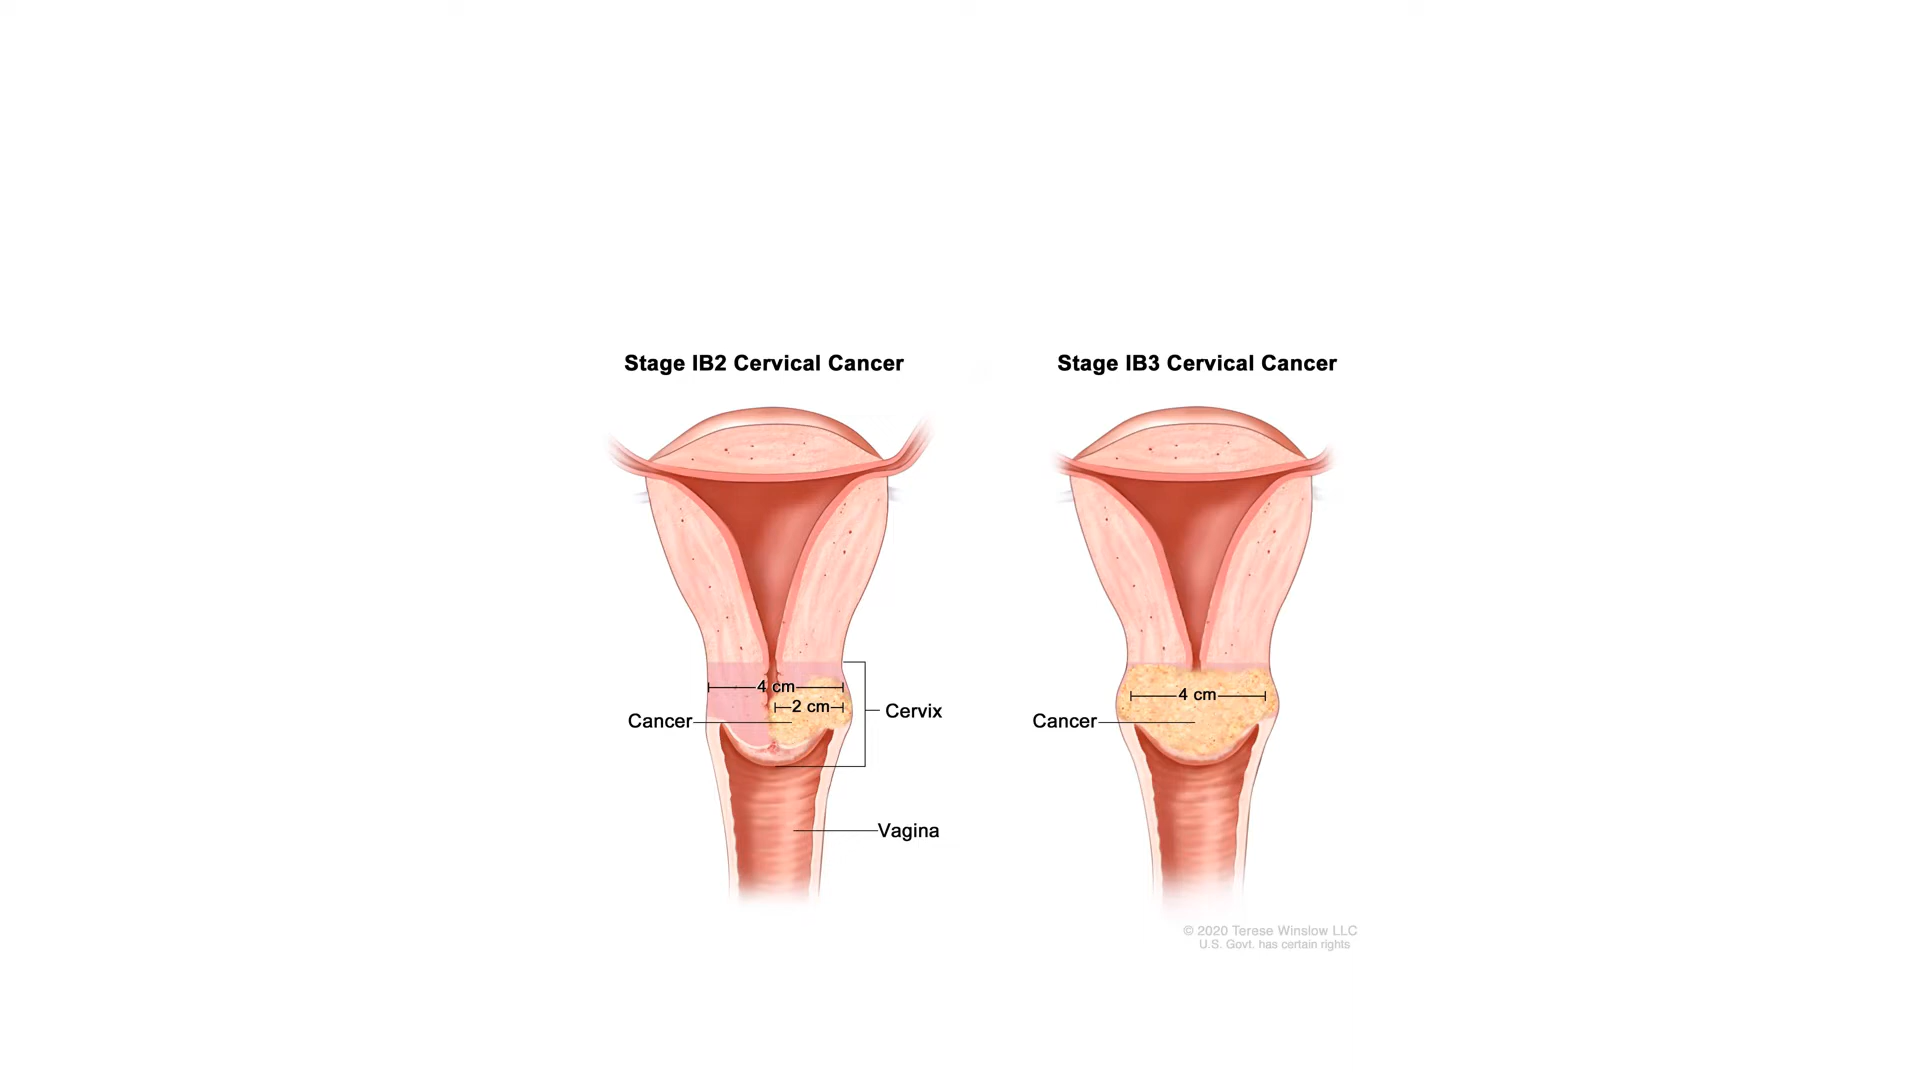 Stage IB2 Cervical Cancer
4 cm
2 cm
Cancer
Cervix
Vagina
Stage IB3 Cervical Cancer
4 cm
Cancer
© 2020 Terese Winslow LLC
U.S. Govt. has certain rights